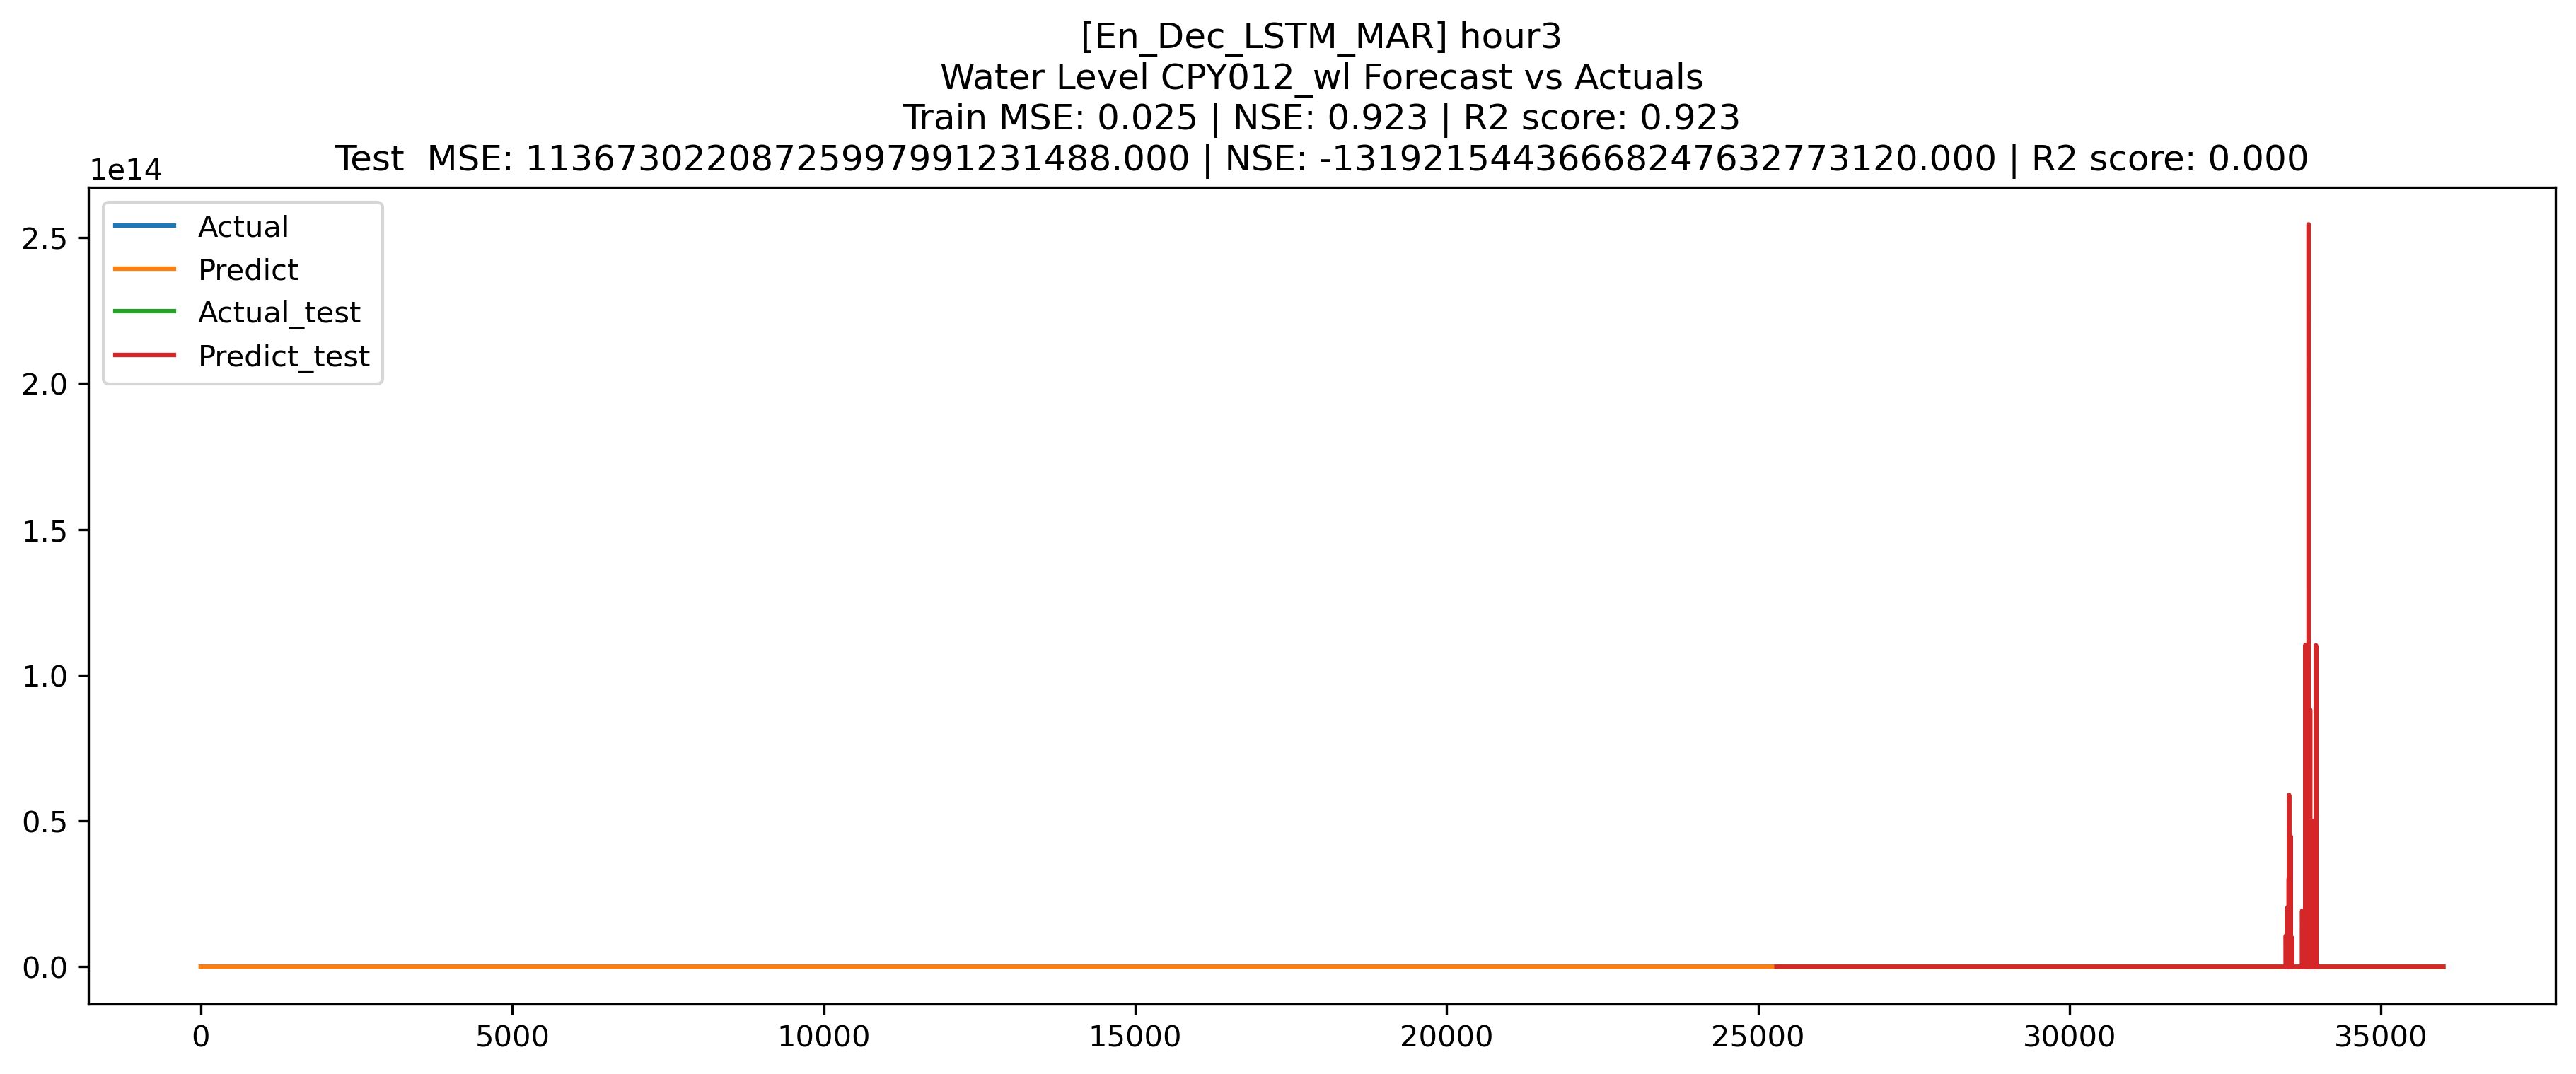 [En_Dec_LSTM_MAR] hour3
Water Level CPY012_wl Forecast vs Actuals
Train MSE: 0.025 | NSE: 0.923 | R2 score: 0.923
Test  MSE: 11367302208725997991231488.000 | NSE: -13192154436668247632773120.000 | R2 score: 0.000
1e14
Actual
Predict
Actual_test
Predict_test
2.5
2.0
1.5
1.0
0.5
0.0
0 5000 10000 15000 20000 25000 30000 35000